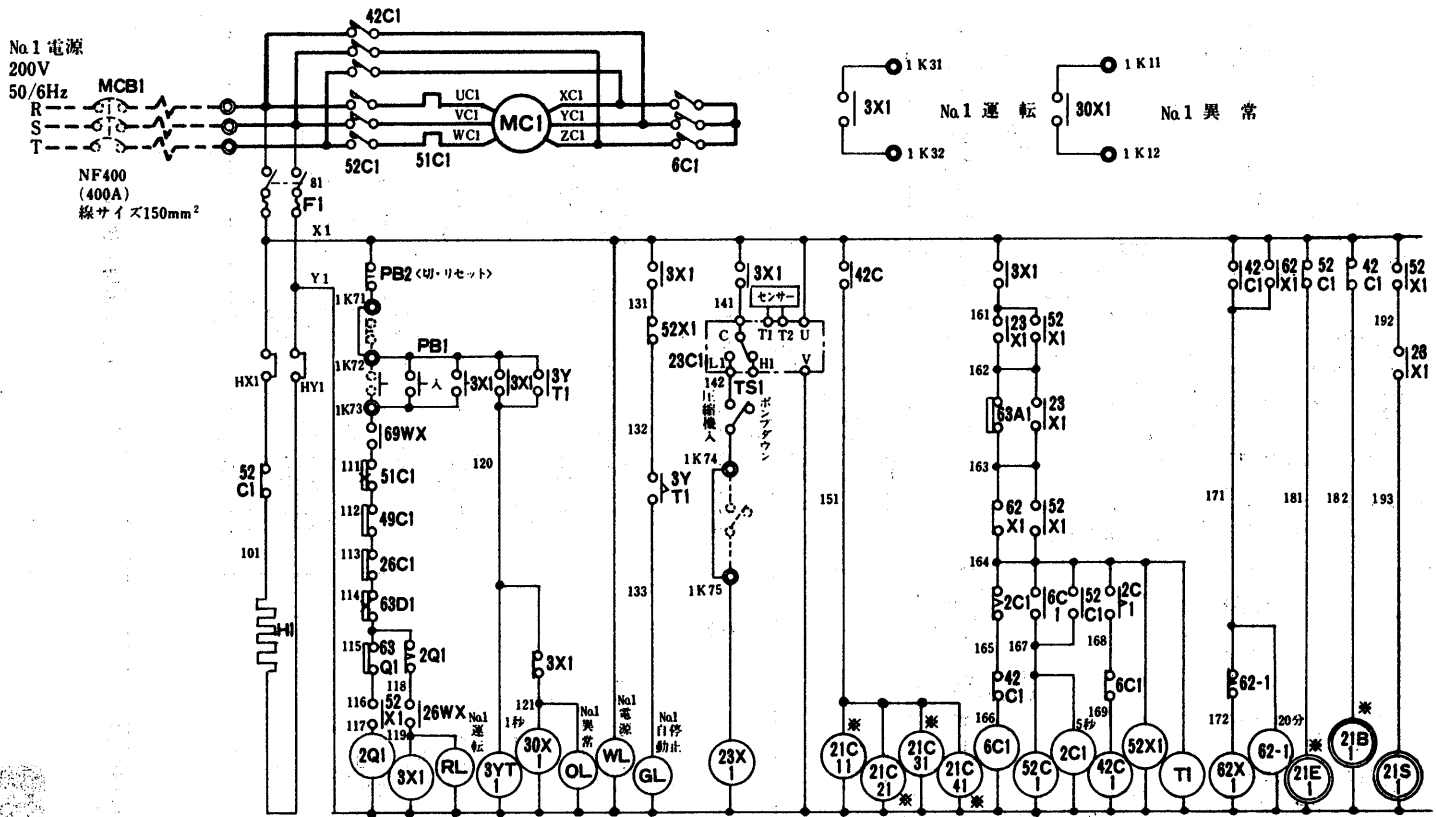 42C1
No.1 電源
200V
50/6Hz
MCB1
R
S
T
UC1
VC1
WC1
MC1
XC1
YC1
ZC1
52C1
51C1
6C1
NF400
(400A)
線サイズ150mm²
81
F1
X1
Y1
1K31
3X1
No.1 運転
1K32
1K11
30X1
No.1 異常
1K12
HX1
HY1
52
C1
101
H1
PB2〈切・リセット〉
1K71
1K72
PB1
入
3X1
3X1
3Y
T1
1K73
69WX
111
51C1
112
49C1
113
26C1
114
63D1
115
63
Q1
2Q1
116
118
52
X1
26WX
117
119
2Q1
3X1
RL
No.1 運転
120
1秒
3YT
1
3X1
121
30X
1
OL
No.1 異常
WL
No.1 電源
3X1
131
52X1
132
3Y
T1
133
GL
No.1 自動停止
3X1
141
センサー
C
T1
T2
U
23C1
L1
H1
V
142
TS1
圧縮機入
ポンプダウン
1K74
1K75
23X
1
42C
151
※
21C
11
21C
21
※
※
21C
31
21C
41
※
3X1
161
23
X1
52
X1
162
63A1
23
X1
163
62
X1
52
X1
164
2C1
6C
1
52
C1
2C
1
165
167
168
42
C1
6C1
166
169
6C1
52C
1
5秒
2C1
42C
1
52X1
T1
42
C1
62
X1
171
62-1
172
20分
62X
1
62-1
52
C1
181
※
21E
1
42
C1
182
※
21B
1
52
X1
192
26
X1
193
21S
1